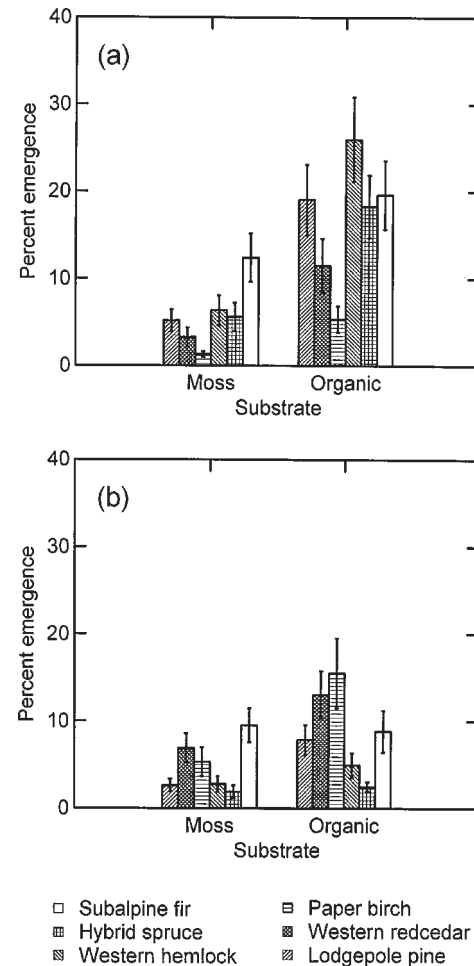 40
(a)
30
20
10
0
Percent emergence
Moss Organic
Substrate
40
(b)
30
20
10
0
Percent emergence
Moss Organic
Substrate
Subalpine fir Paper birch
Hybrid spruce Western redcedar
Western hemlock Lodgepole pine